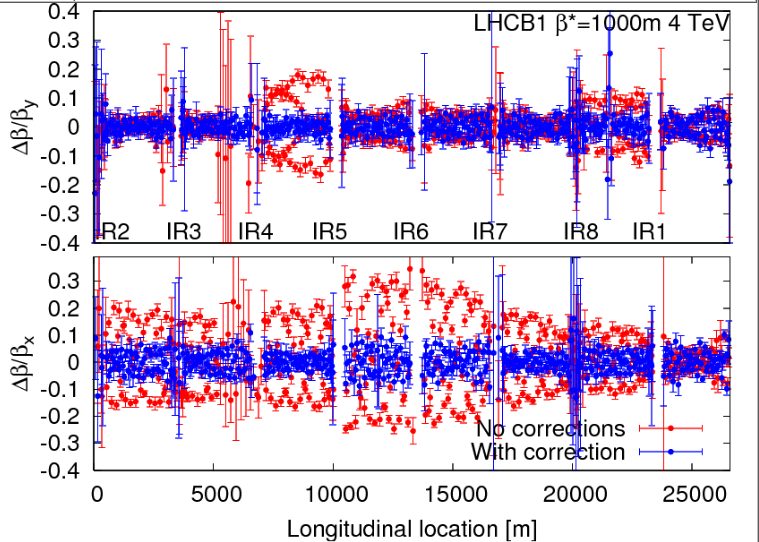 LHCB1 β*=1000m 4 TeV
0.4
0.3
0.2
0.1
0
-0.1
-0.2
-0.3
-0.4
Δβ/βy
IR2 IR3 IR4 IR5 IR6 IR7 IR8 IR1
0.3
0.2
0.1
0
-0.1
-0.2
-0.3
-0.4
Δβ/βx
No corrections
With correction
0 5000 10000 15000 20000 25000
Longitudinal location [m]